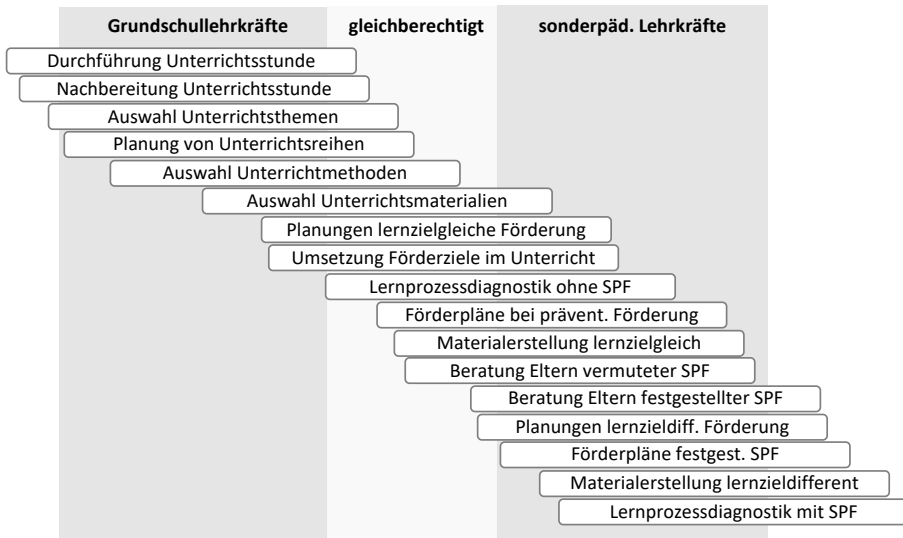 Grundschullehrkräfte gleichberechtigt sonderpäd. Lehrkräfte
Durchführung Unterrichtsstunde
Nachbereitung Unterrichtsstunde
Auswahl Unterrichtsthemen
Planung von Unterrichtsreihen
Auswahl Unterrichtmethoden
Auswahl Unterrichtsmaterialien
Planungen lernzielgleiche Förderung
Umsetzung Förderziele im Unterricht
Lernprozessdiagnostik ohne SPF
Förderpläne bei prävent. Förderung
Materialerstellung lernzielgleich
Beratung Eltern vermuteter SPF
Beratung Eltern festgestellter SPF
Planungen lernzieldiff. Förderung
Förderpläne festgest. SPF
Materialerstellung lernzieldifferent
Lernprozessdiagnostik mit SPF